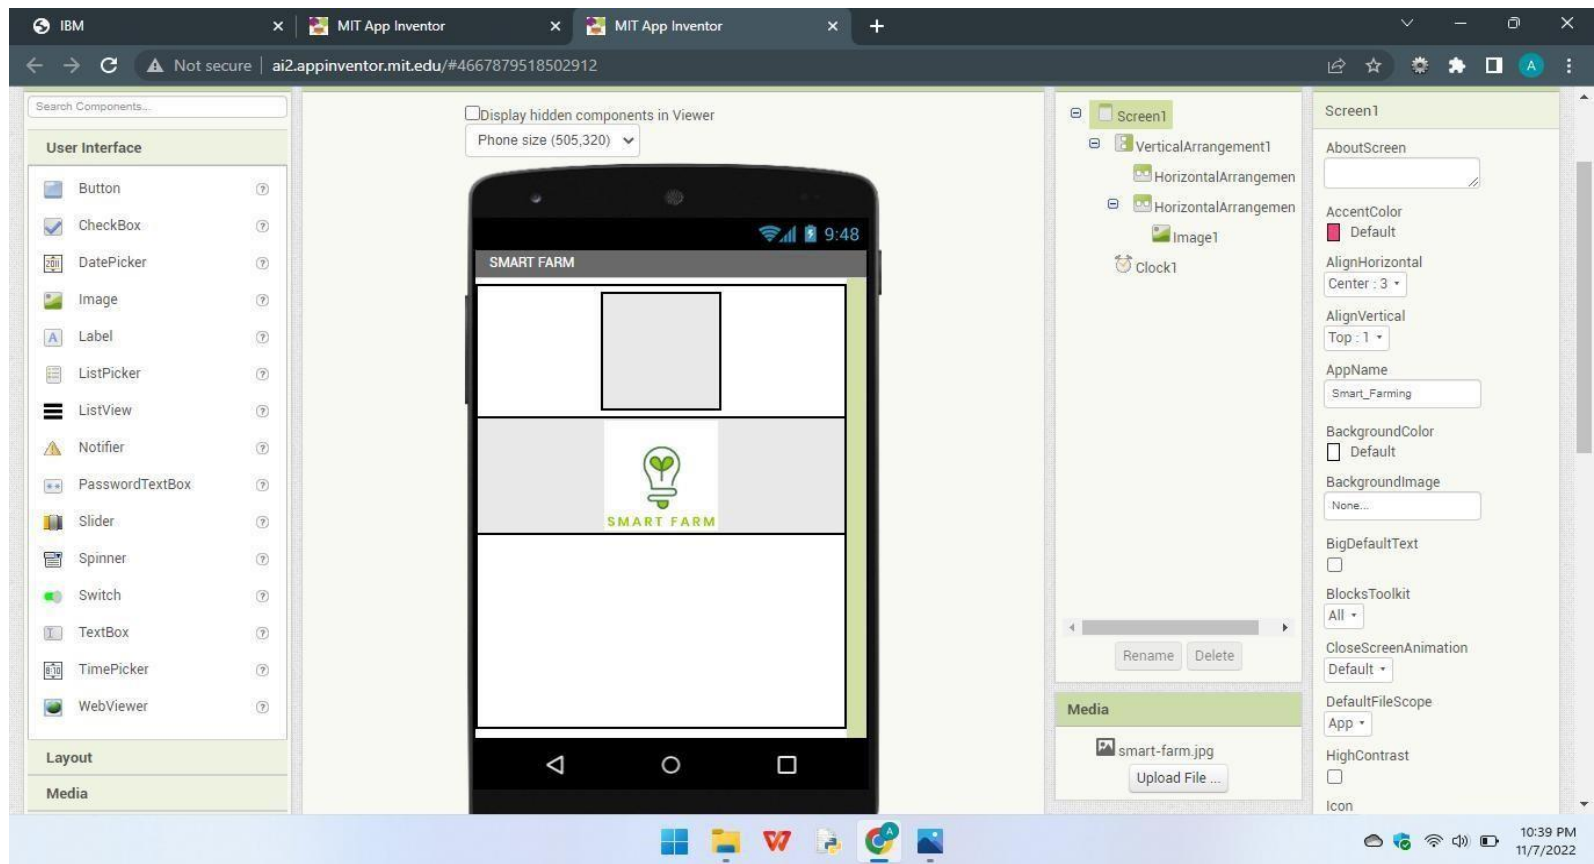 IBM
MIT App Inventor
MIT App Inventor
Not secure | ai2.appinventor.mit.edu/#4667879518502912
A
Search Components...
User Interface
Button
CheckBox
DatePicker
Image
Label
ListPicker
ListView
Notifier
PasswordTextBox
Slider
Spinner
Switch
TextBox
TimePicker
WebViewer
Layout
Media
Display hidden components in Viewer
Phone size (505,320)
9:48
SMART FARM
SMART FARM
Screen1
VerticalArrangement1
HorizontalArrangemen
HorizontalArrangemen
Image1
Clock1
Rename Delete
Media
smart-farm.jpg
Upload File ...
Screen1
AboutScreen
AccentColor
Default
AlignHorizontal
Center : 3
AlignVertical
Top : 1
AppName
Smart_Farming
BackgroundColor
Default
BackgroundImage
None...
BigDefaultText
BlocksToolkit
All
CloseScreenAnimation
Default
DefaultFileScope
App
HighContrast
Icon
10:39 PM
11/7/2022